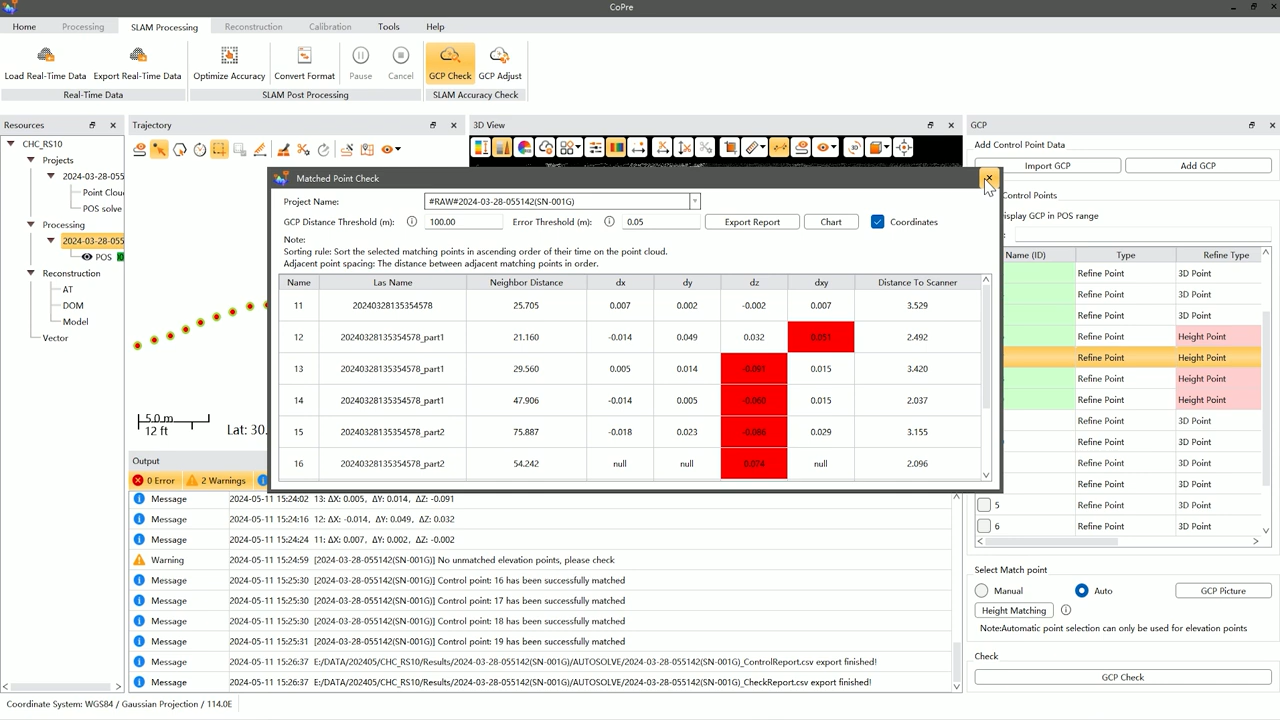 CoPre
Home Processing SLAM Processing Reconstruction Calibration Tools Help
Load Real-Time Data Export Real-Time Data Optimize Accuracy Convert Format Pause Cancel GCP Check GCP Adjust
Real-Time Data SLAM Post Processing SLAM Accuracy Check
Resources Trajectory 3D View GCP
CHC_RS10
Projects
2024-03-28-055
Point Clou
POS solve
Processing
2024-03-28-055
POS
Reconstruction
AT
DOM
Model
Vector
5.0 m
12 ft
Lat: 30.
Matched Point Check
Project Name: #RAW#2024-03-28-055142(SN-001G)
GCP Distance Threshold (m): 100.00 Error Threshold (m): 0.05 Export Report Chart Coordinates
Note:
Sorting rule: Sort the selected matching points in ascending order of their time on the point cloud.
Adjacent point spacing: The distance between adjacent matching points in order.
Name Las Name Neighbor Distance dx dy dz dxy Distance To Scanner
11 20240328135354578 25.705 0.007 0.002 -0.002 0.007 3.529
12 20240328135354578_part1 21.160 -0.014 0.049 0.032 0.051 2.492
13 20240328135354578_part1 29.560 0.005 0.014 -0.091 0.015 3.420
14 20240328135354578_part1 47.906 -0.014 0.005 -0.060 0.015 2.037
15 20240328135354578_part2 75.887 -0.018 0.023 -0.086 0.029 3.155
16 20240328135354578_part2 54.242 null null 0.074 null 2.096
Add Control Point Data
Import GCP Add GCP
Control Points
isplay GCP in POS range
Name (ID) Type Refine Type
Refine Point 3D Point
Refine Point 3D Point
Refine Point 3D Point
Refine Point Height Point
Refine Point Height Point
Refine Point Height Point
Refine Point Height Point
Refine Point 3D Point
Refine Point 3D Point
Refine Point 3D Point
Refine Point 3D Point
5 Refine Point 3D Point
6 Refine Point 3D Point
Select Match point
Manual Auto GCP Picture
Height Matching
Note:Automatic point selection can only be used for elevation points
Check
GCP Check
Output
0 Error 2 Warnings
Message 2024-05-11 15:24:02 13: ΔX: 0.005, ΔY: 0.014, ΔZ: -0.091
Message 2024-05-11 15:24:16 12: ΔX: -0.014, ΔY: 0.049, ΔZ: 0.032
Message 2024-05-11 15:24:24 11: ΔX: 0.007, ΔY: 0.002, ΔZ: -0.002
Warning 2024-05-11 15:24:59 [2024-03-28-055142(SN-001G)] No unmatched elevation points, please check
Message 2024-05-11 15:25:30 [2024-03-28-055142(SN-001G)] Control point: 16 has been successfully matched
Message 2024-05-11 15:25:30 [2024-03-28-055142(SN-001G)] Control point: 17 has been successfully matched
Message 2024-05-11 15:25:30 [2024-03-28-055142(SN-001G)] Control point: 18 has been successfully matched
Message 2024-05-11 15:25:31 [2024-03-28-055142(SN-001G)] Control point: 19 has been successfully matched
Message 2024-05-11 15:26:37 E:/DATA/202405/CHC_RS10/Results/2024-03-28-055142(SN-001G)/AUTOSOLVE/2024-03-28-055142(SN-001G)_ControlReport.csv export finished!
Message 2024-05-11 15:26:37 E:/DATA/202405/CHC_RS10/Results/2024-03-28-055142(SN-001G)/AUTOSOLVE/2024-03-28-055142(SN-001G)_CheckReport.csv export finished!
Coordinate System: WGS84 / Gaussian Projection / 114.0E